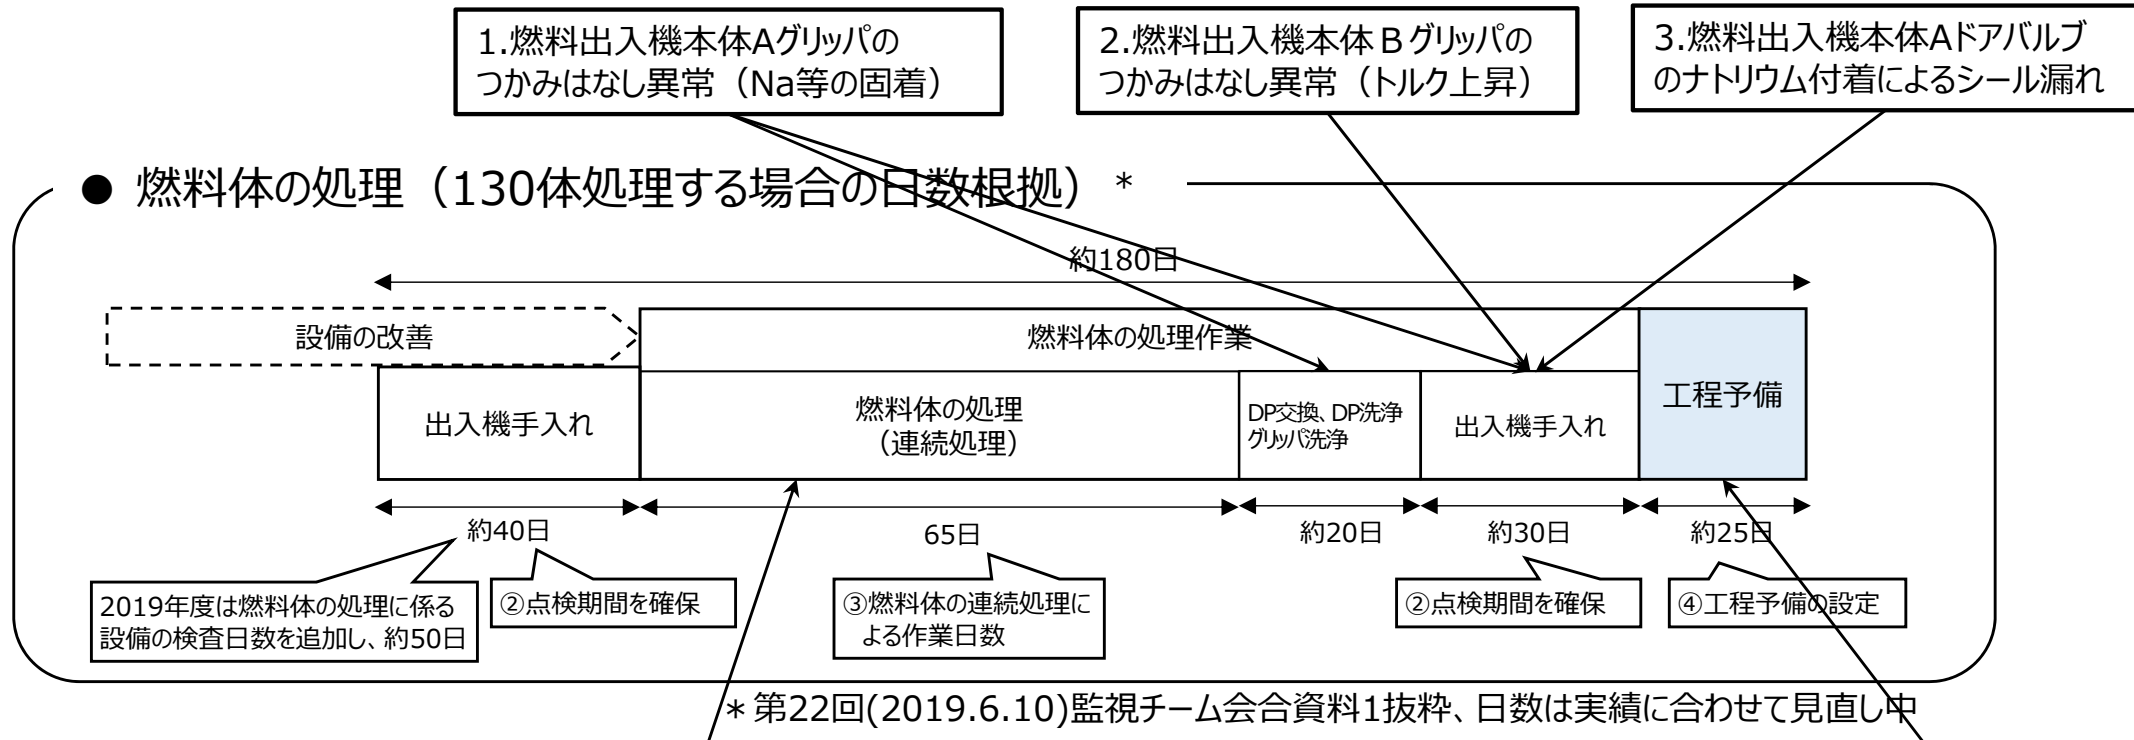 1.燃料出入機本体Aグリッパの
つかみはなし異常（Na等の固着）
2.燃料出入機本体Ｂグリッパの
つかみはなし異常（トルク上昇）
3.燃料出入機本体Aドアバルブ
のナトリウム付着によるシール漏れ
● 燃料体の処理（130体処理する場合の日数根拠）*
約180日
設備の改善
燃料体の処理作業
出入機手入れ
燃料体の処理
（連続処理）
DP交換、DP洗浄
グリッパ洗浄
出入機手入れ
工程予備
約40日
65日
約20日
約30日
約25日
2019年度は燃料体の処理に係る
設備の検査日数を追加し、約50日
②点検期間を確保
③燃料体の連続処理に
よる作業日数
②点検期間を確保
④工程予備の設定
*第22回(2019.6.10)監視チーム会合資料1抜粋、日数は実績に合わせて見直し中